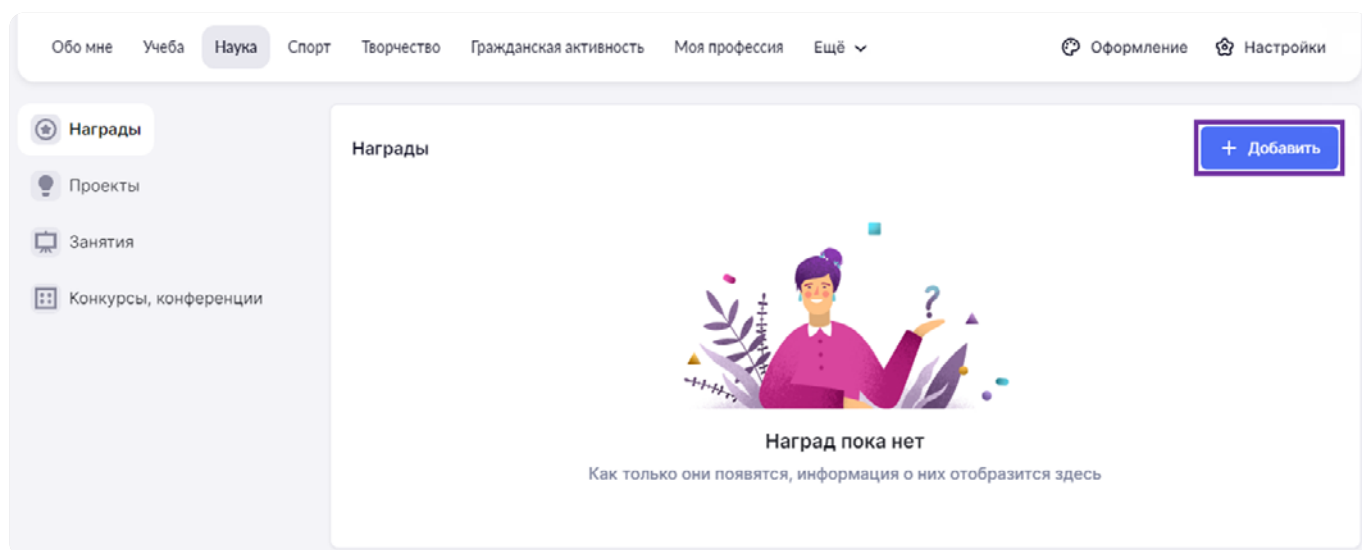 Обо мне Учеба Наука Спорт Творчество Гражданская активность Моя профессия Ещё Оформление Настройки
Награды
Проекты
Занятия
Конкурсы, конференции
Награды
+ Добавить
?
Наград пока нет
Как только они появятся, информация о них отобразится здесь